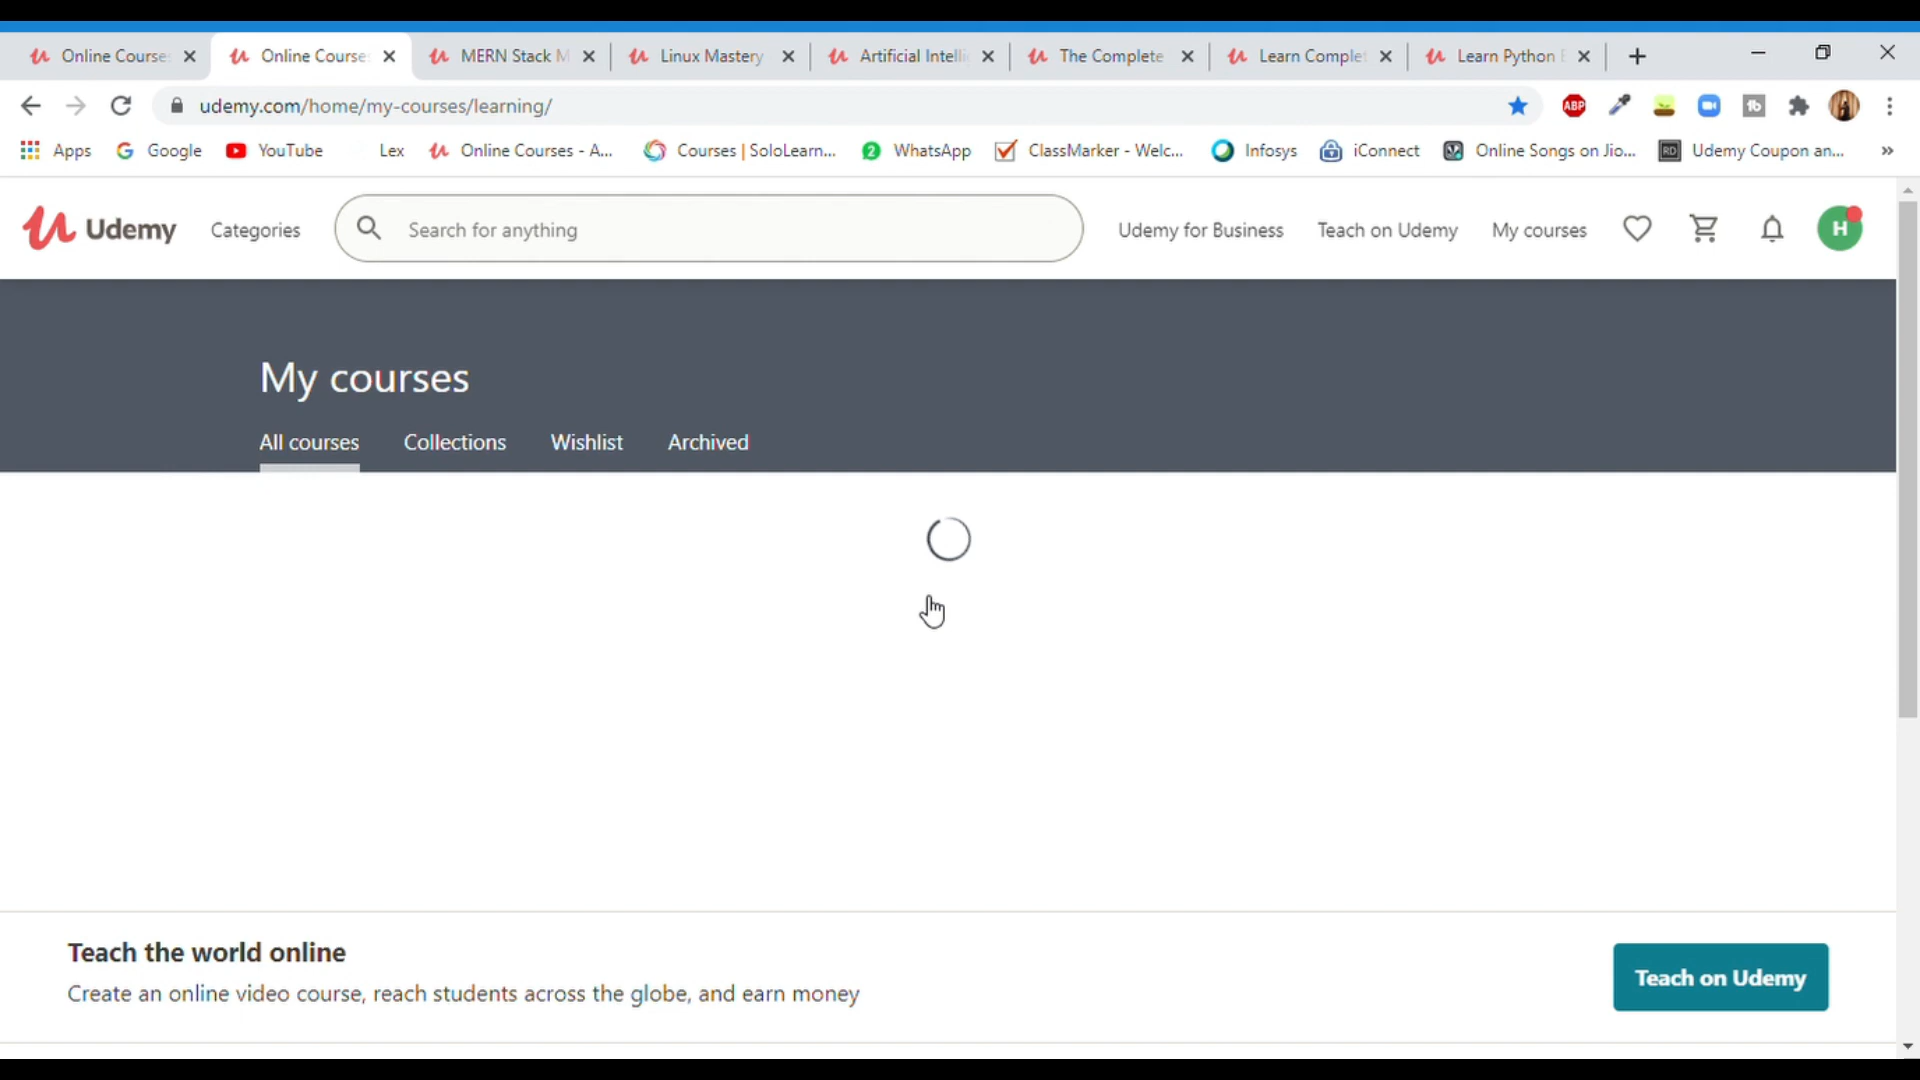 Online Course
Online Course
MERN Stack M
Linux Mastery
Artificial Intelli
The Complete
Learn Complet
Learn Python
udemy.com/home/my-courses/learning/
ABP
Apps
Google
YouTube
Lex
Online Courses - A...
Courses | SoloLearn...
2
WhatsApp
ClassMarker - Welc...
Infosys
iConnect
Online Songs on Jio...
RD
Udemy Coupon an...
»
Udemy
Categories
Search for anything
Udemy for Business
Teach on Udemy
My courses
H
My courses
All courses
Collections
Wishlist
Archived
Teach the world online
Create an online video course, reach students across the globe, and earn money
Teach on Udemy